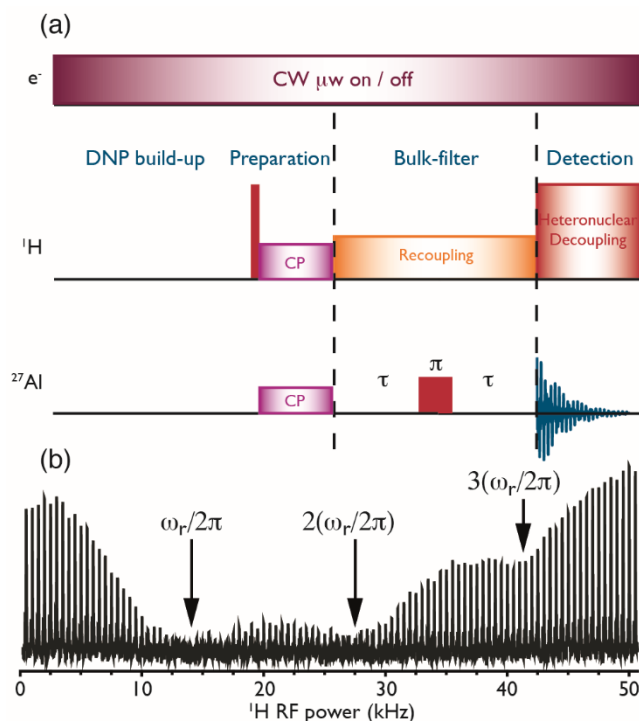 (a)
e⁻
CW μw on / off
DNP build-up
Preparation
Bulk-filter
Detection
¹H
CP
Recoupling
Heteronuclear
Decoupling
²⁷Al
CP
τ
π
τ
(b)
ωr/2π
2(ωr/2π)
3(ωr/2π)
0
10
20
30
40
50
¹H RF power (kHz)